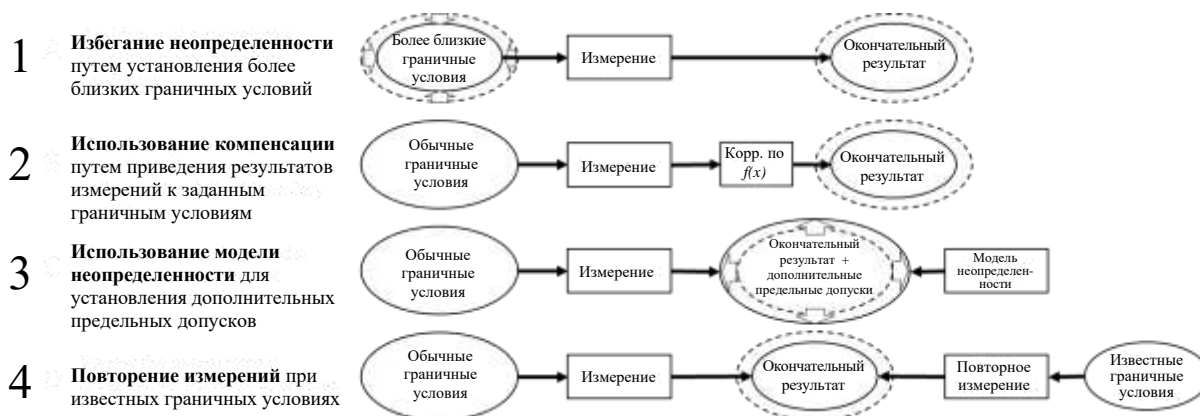 1
Избегание неопределенности
путем установления более
близких граничных условий
Более близкие
граничные
условия
Измерение
Окончательный
результат
2
Использование компенсации
путем приведения результатов
измерений к заданным
граничным условиям
Обычные
граничные
условия
Измерение
Корр. по
f(x)
Окончательный
результат
3
Использование модели
неопределенности для
установления дополнительных
предельных допусков
Обычные
граничные
условия
Измерение
Окончательный
результат +
дополнительные
предельные допуски
Модель
неопределен-
ности
4
Повторение измерений при
известных граничных условиях
Обычные
граничные
условия
Измерение
Окончательный
результат
Повторное
измерение
Известные
граничные
условия